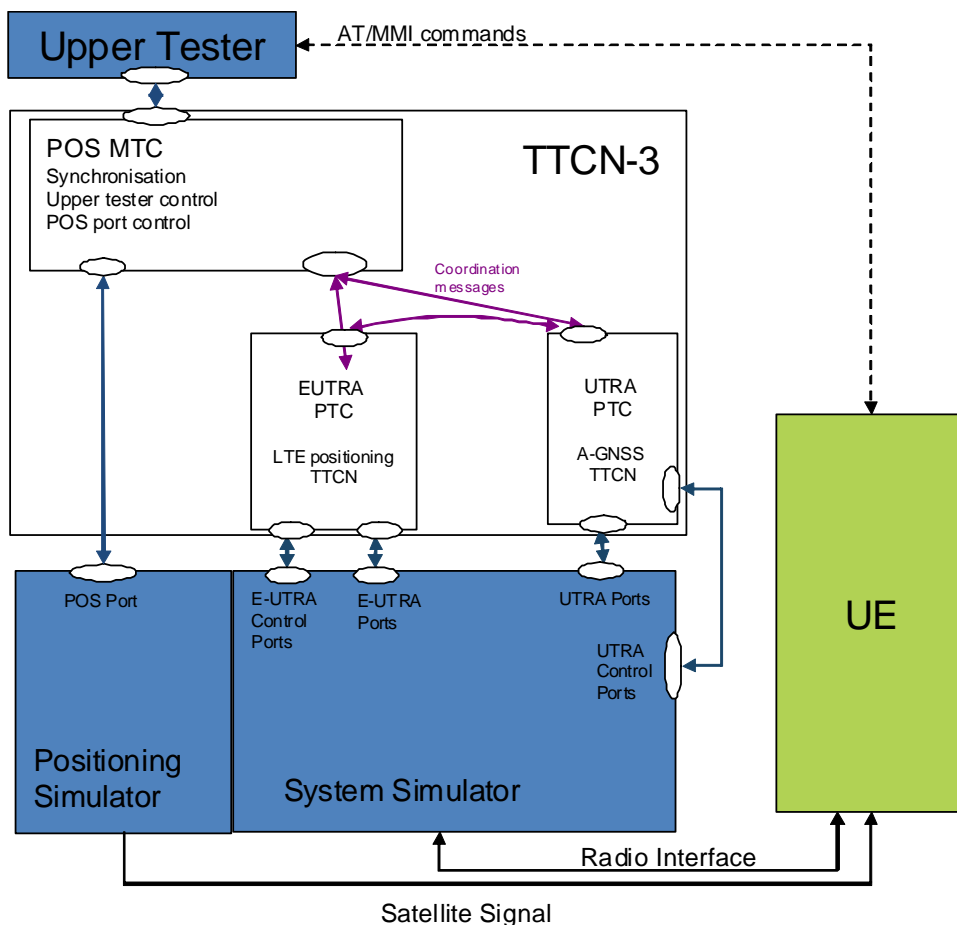 Upper Tester
AT/MMI commands
POS MTC
Synchronisation
Upper tester control
POS port control
TTCN-3
Coordination
messages
EUTRA
PTC
LTE positioning
TTCN
UTRA
PTC
A-GNSS
TTCN
POS Port
E-UTRA
Control
Ports
E-UTRA
Ports
UTRA Ports
UTRA
Control
Ports
UE
Positioning
Simulator
System Simulator
Radio Interface
Satellite Signal